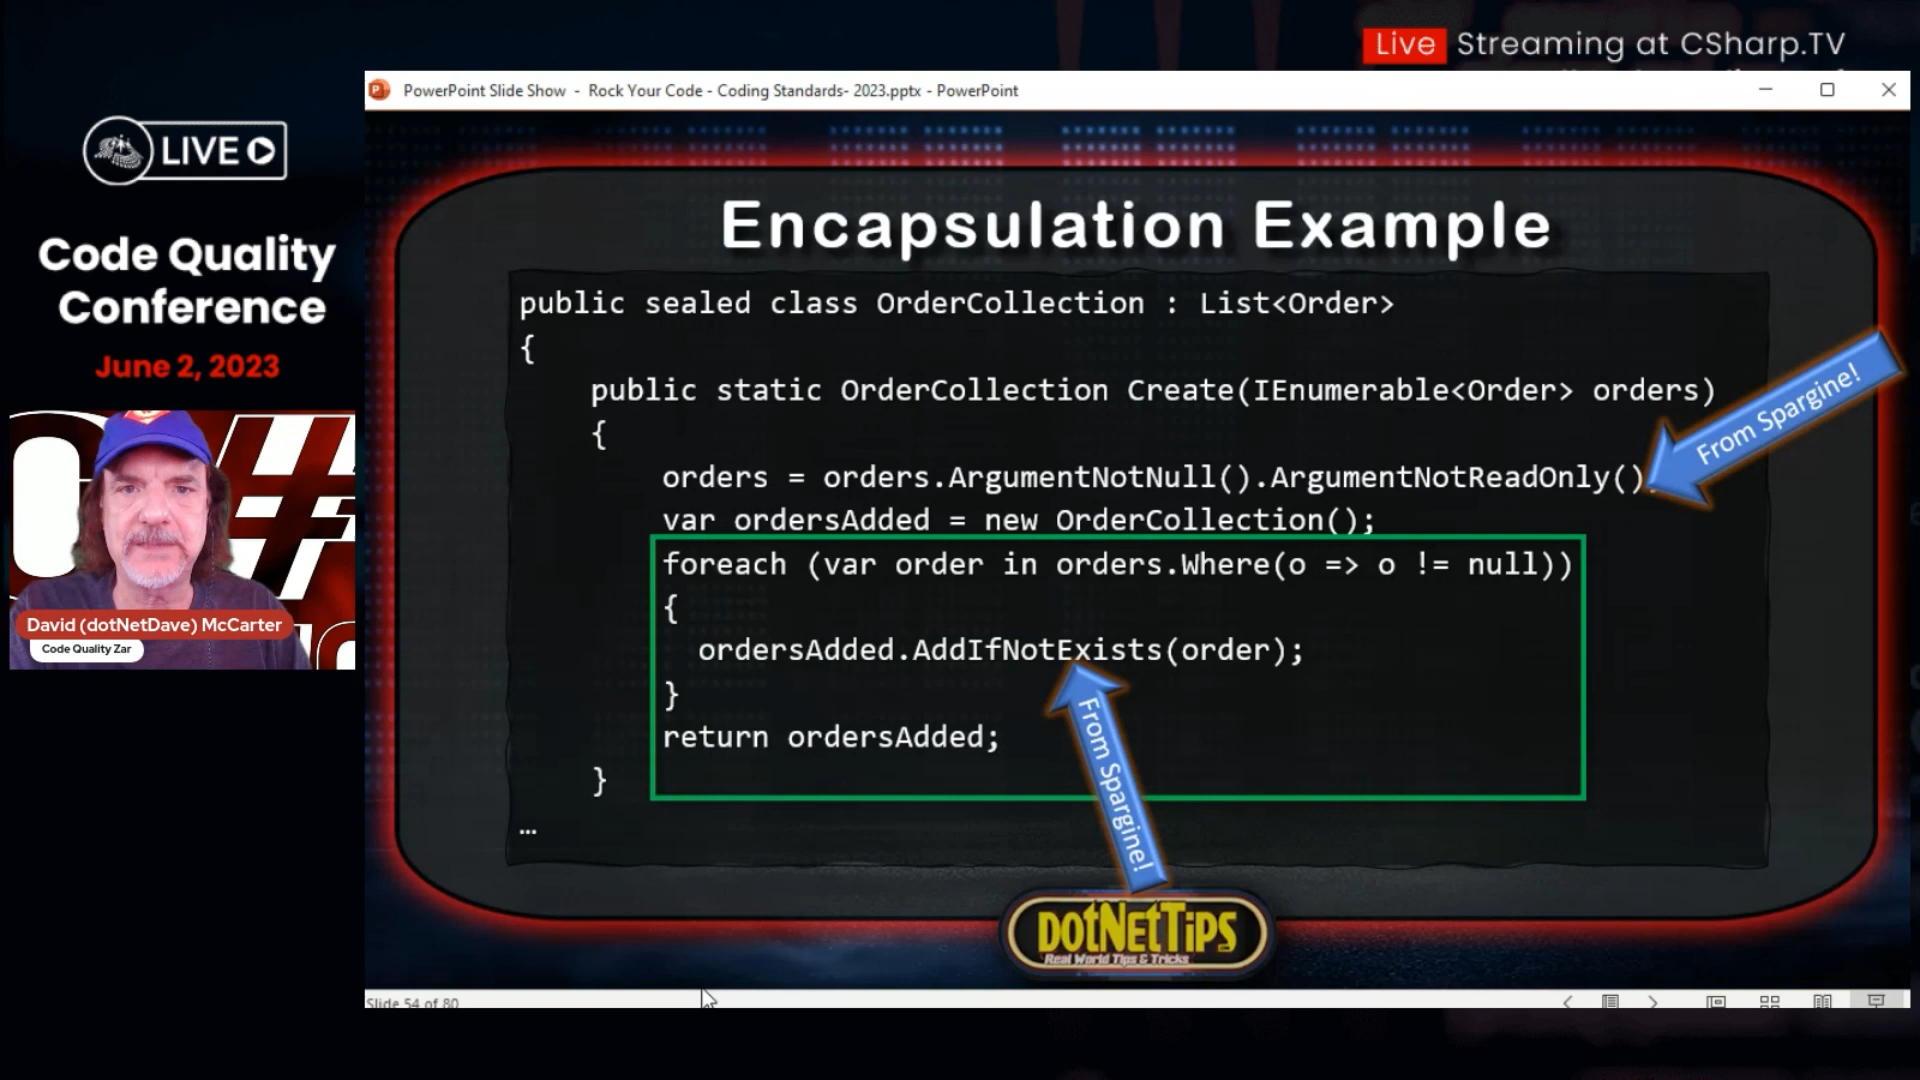 Live Streaming at CSharp.TV
PowerPoint Slide Show - Rock Your Code - Coding Standards- 2023.pptx - PowerPoint
LIVE
Code Quality
Conference
June 2, 2023
David (dotNetDave) McCarter
Code Quality Zar
Encapsulation Example
public sealed class OrderCollection : List<Order>
{
public static OrderCollection Create(IEnumerable<Order> orders)
{
orders = orders.ArgumentNotNull().ArgumentNotReadOnly();
From Spargine!
var ordersAdded = new OrderCollection();
foreach (var order in orders.Where(o => o != null))
{
ordersAdded.AddIfNotExists(order);
}
From Spargine!
return ordersAdded;
}
…
dotNetTips
Real World Tips & Tricks
Slide 54 of 80